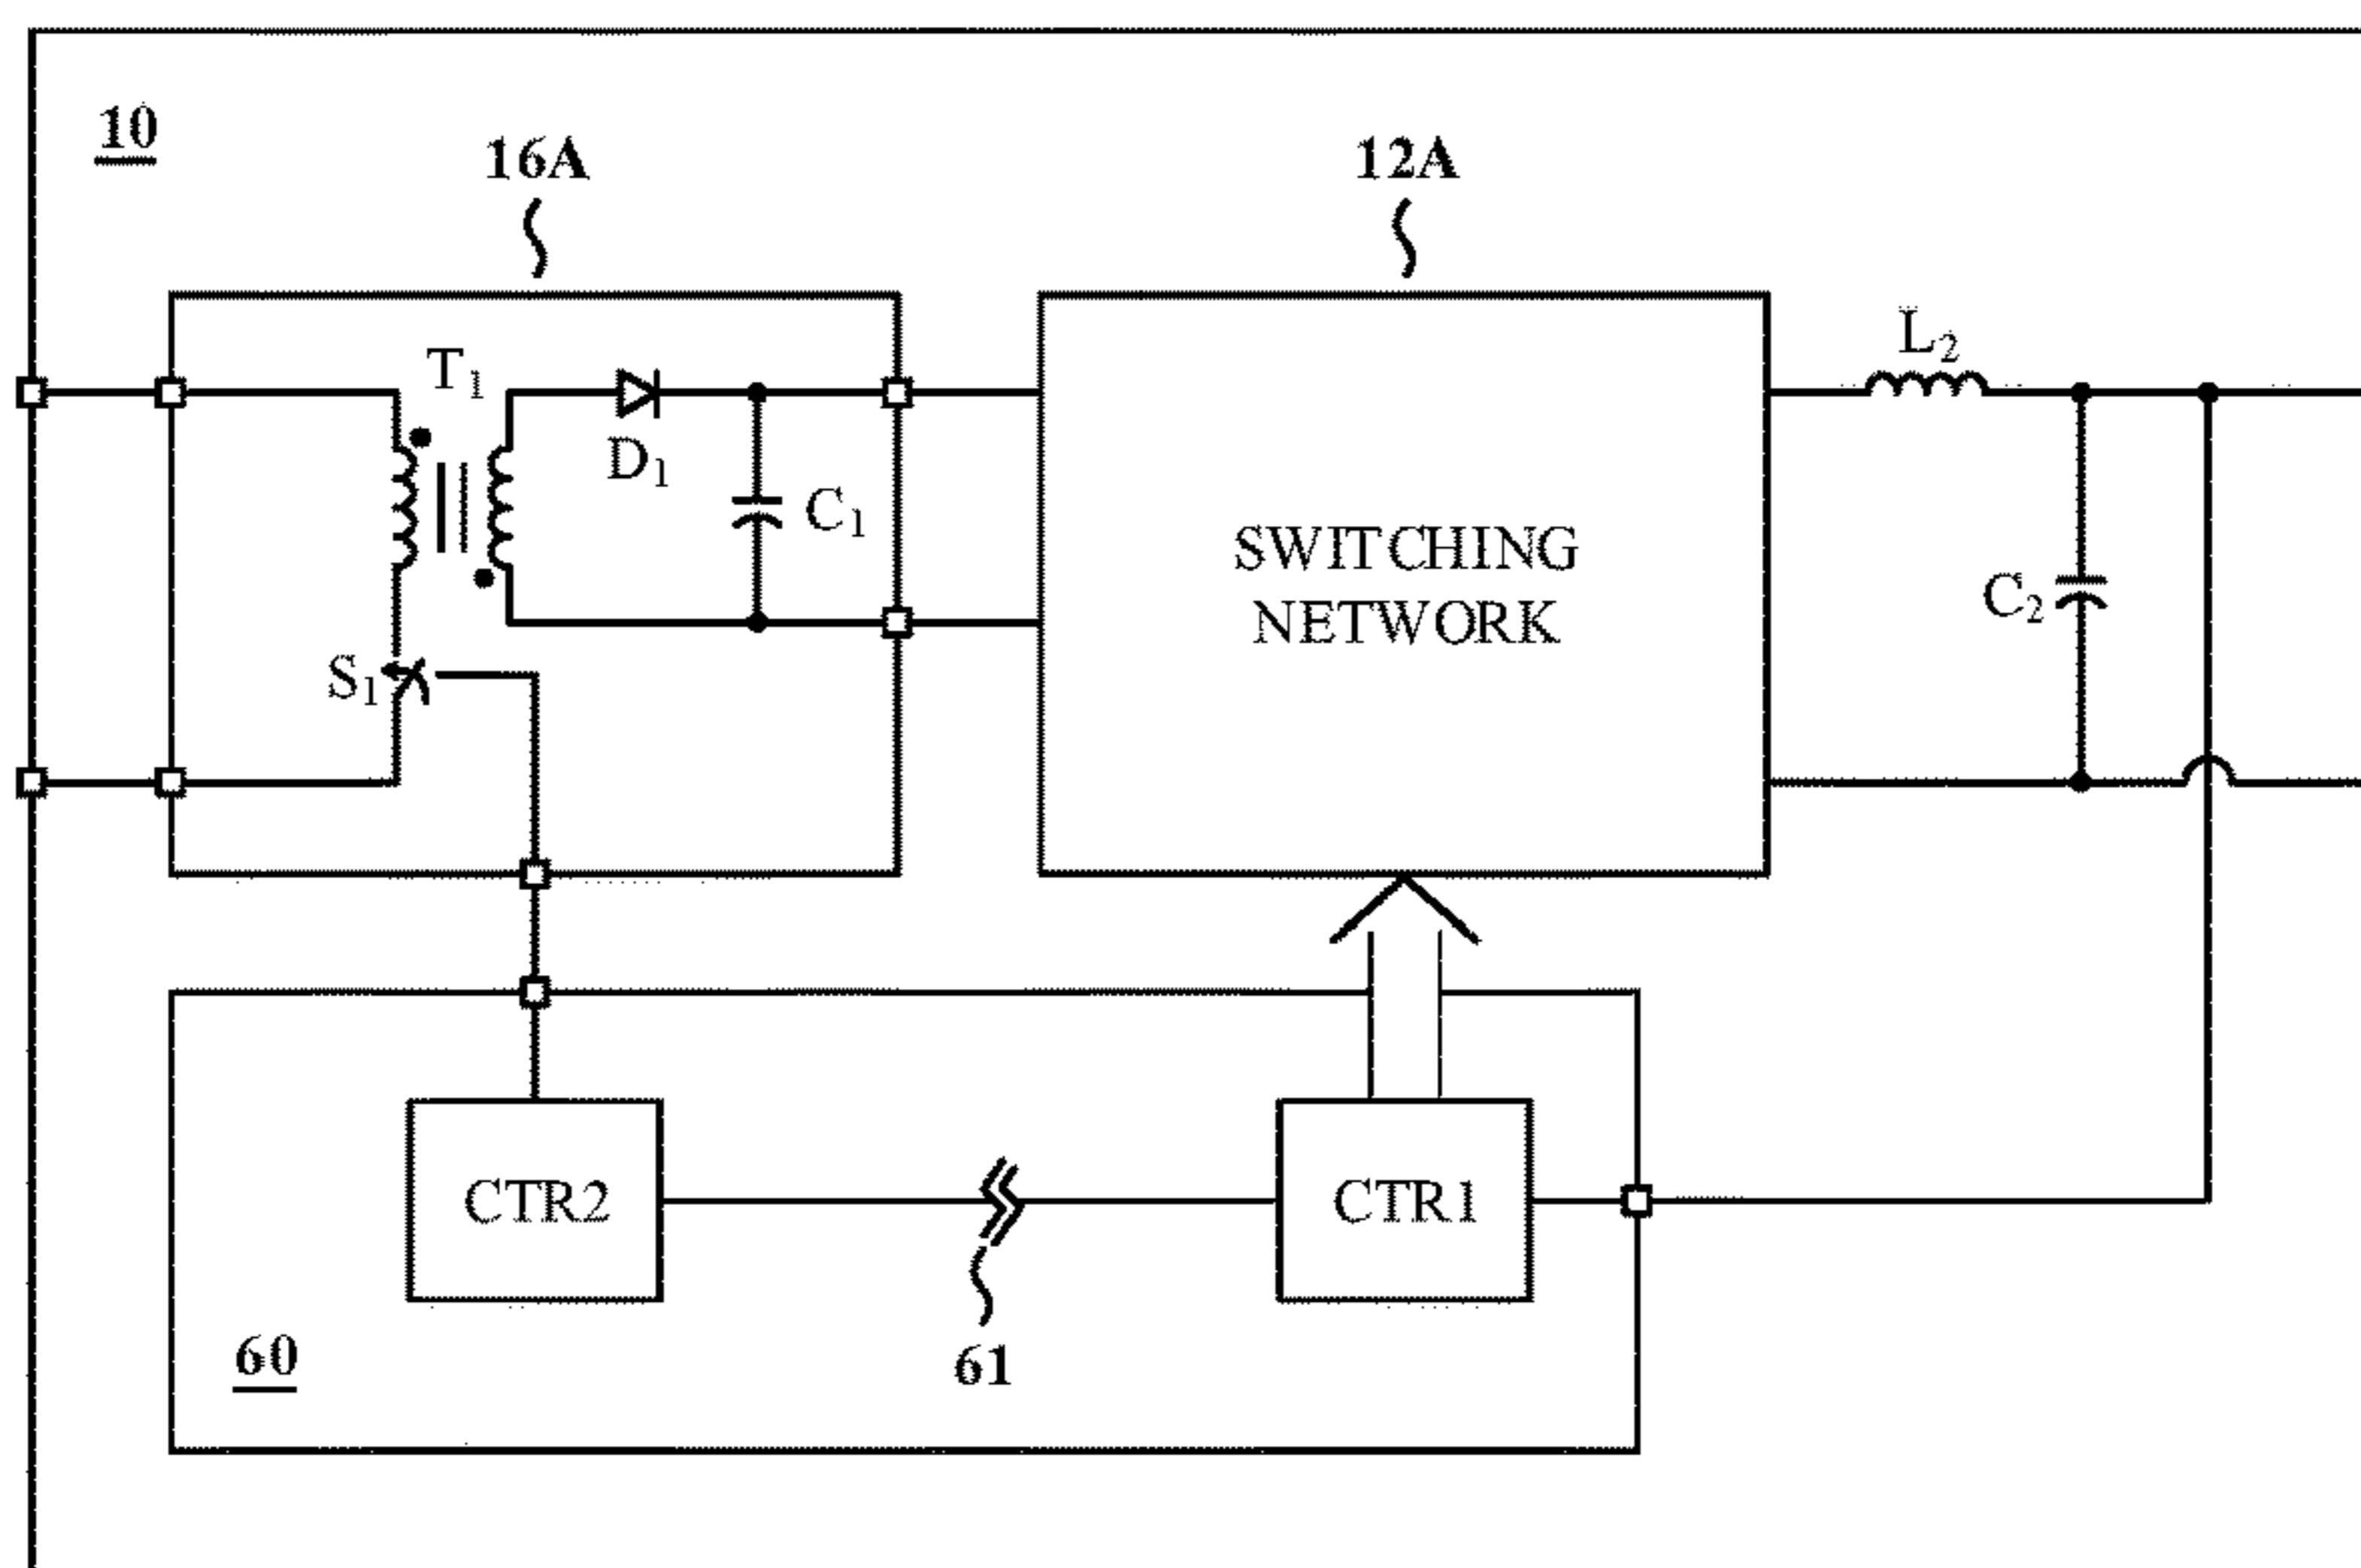 10
16A
12A
T1
L2
D1
C1
SWITCHING
NETWORK
C2
S1
CTR2
CTR1
60
61